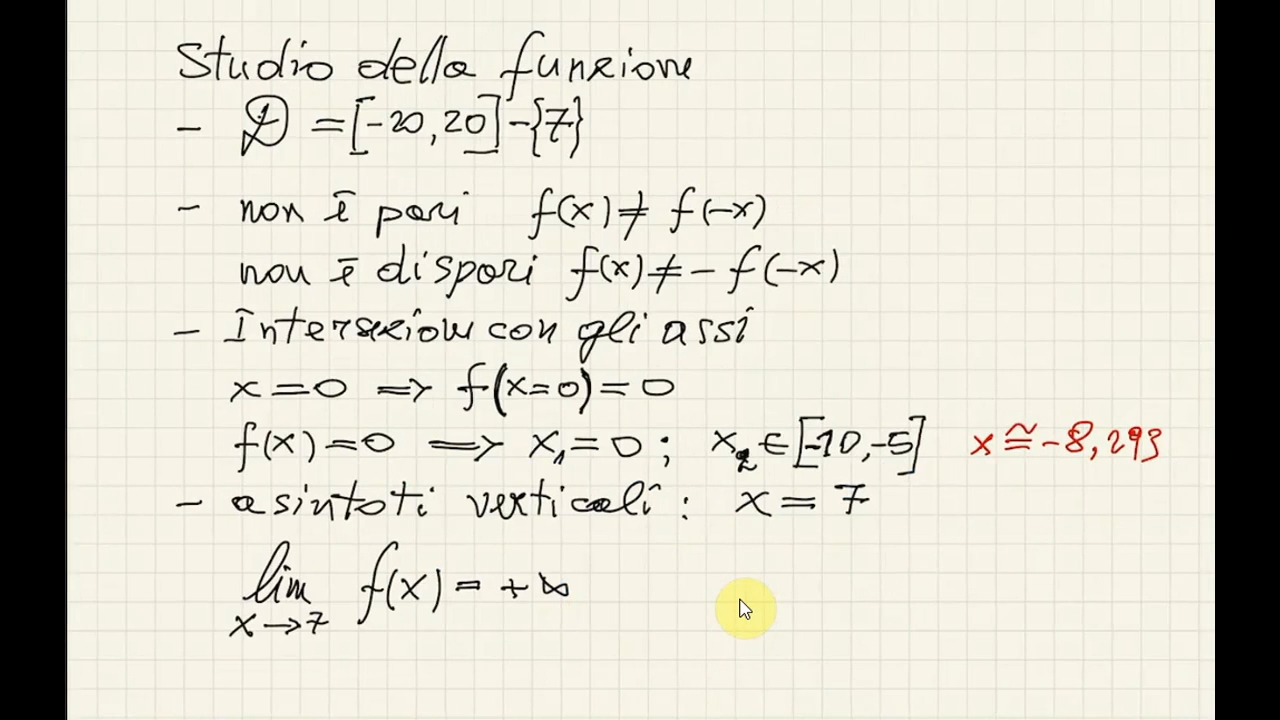 Studio della funzione
- D = [-20, 20] - {7}
- non è pari f(x) ≠ f(-x)
non è dispari f(x) ≠ - f(-x)
- Intersezioni con gli assi
x = 0 ⇒ f(x=0) = 0
f(x) = 0 ⇒ x₁ = 0 ; x₂ ∈ [-10, -5] x ≅ -8,293
- asintoti verticali : x = 7
lim f(x) = +∞
x → 7